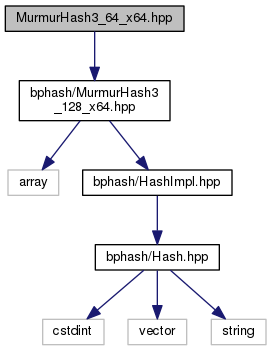 MurmurHash3_64_x64.hpp
bphash/MurmurHash3
_128_x64.hpp
array
bphash/HashImpl.hpp
bphash/Hash.hpp
cstdint
vector
string